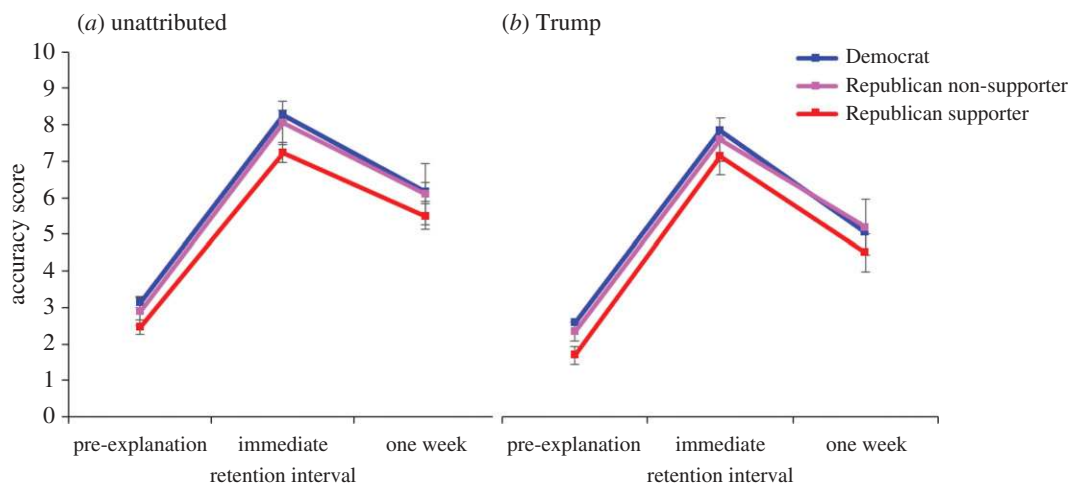 (a) unattributed
(b) Trump
Democrat
Republican non-supporter
Republican supporter
accuracy score
10
9
8
7
6
5
4
3
2
1
0
pre-explanation immediate one week
retention interval
pre-explanation immediate one week
retention interval